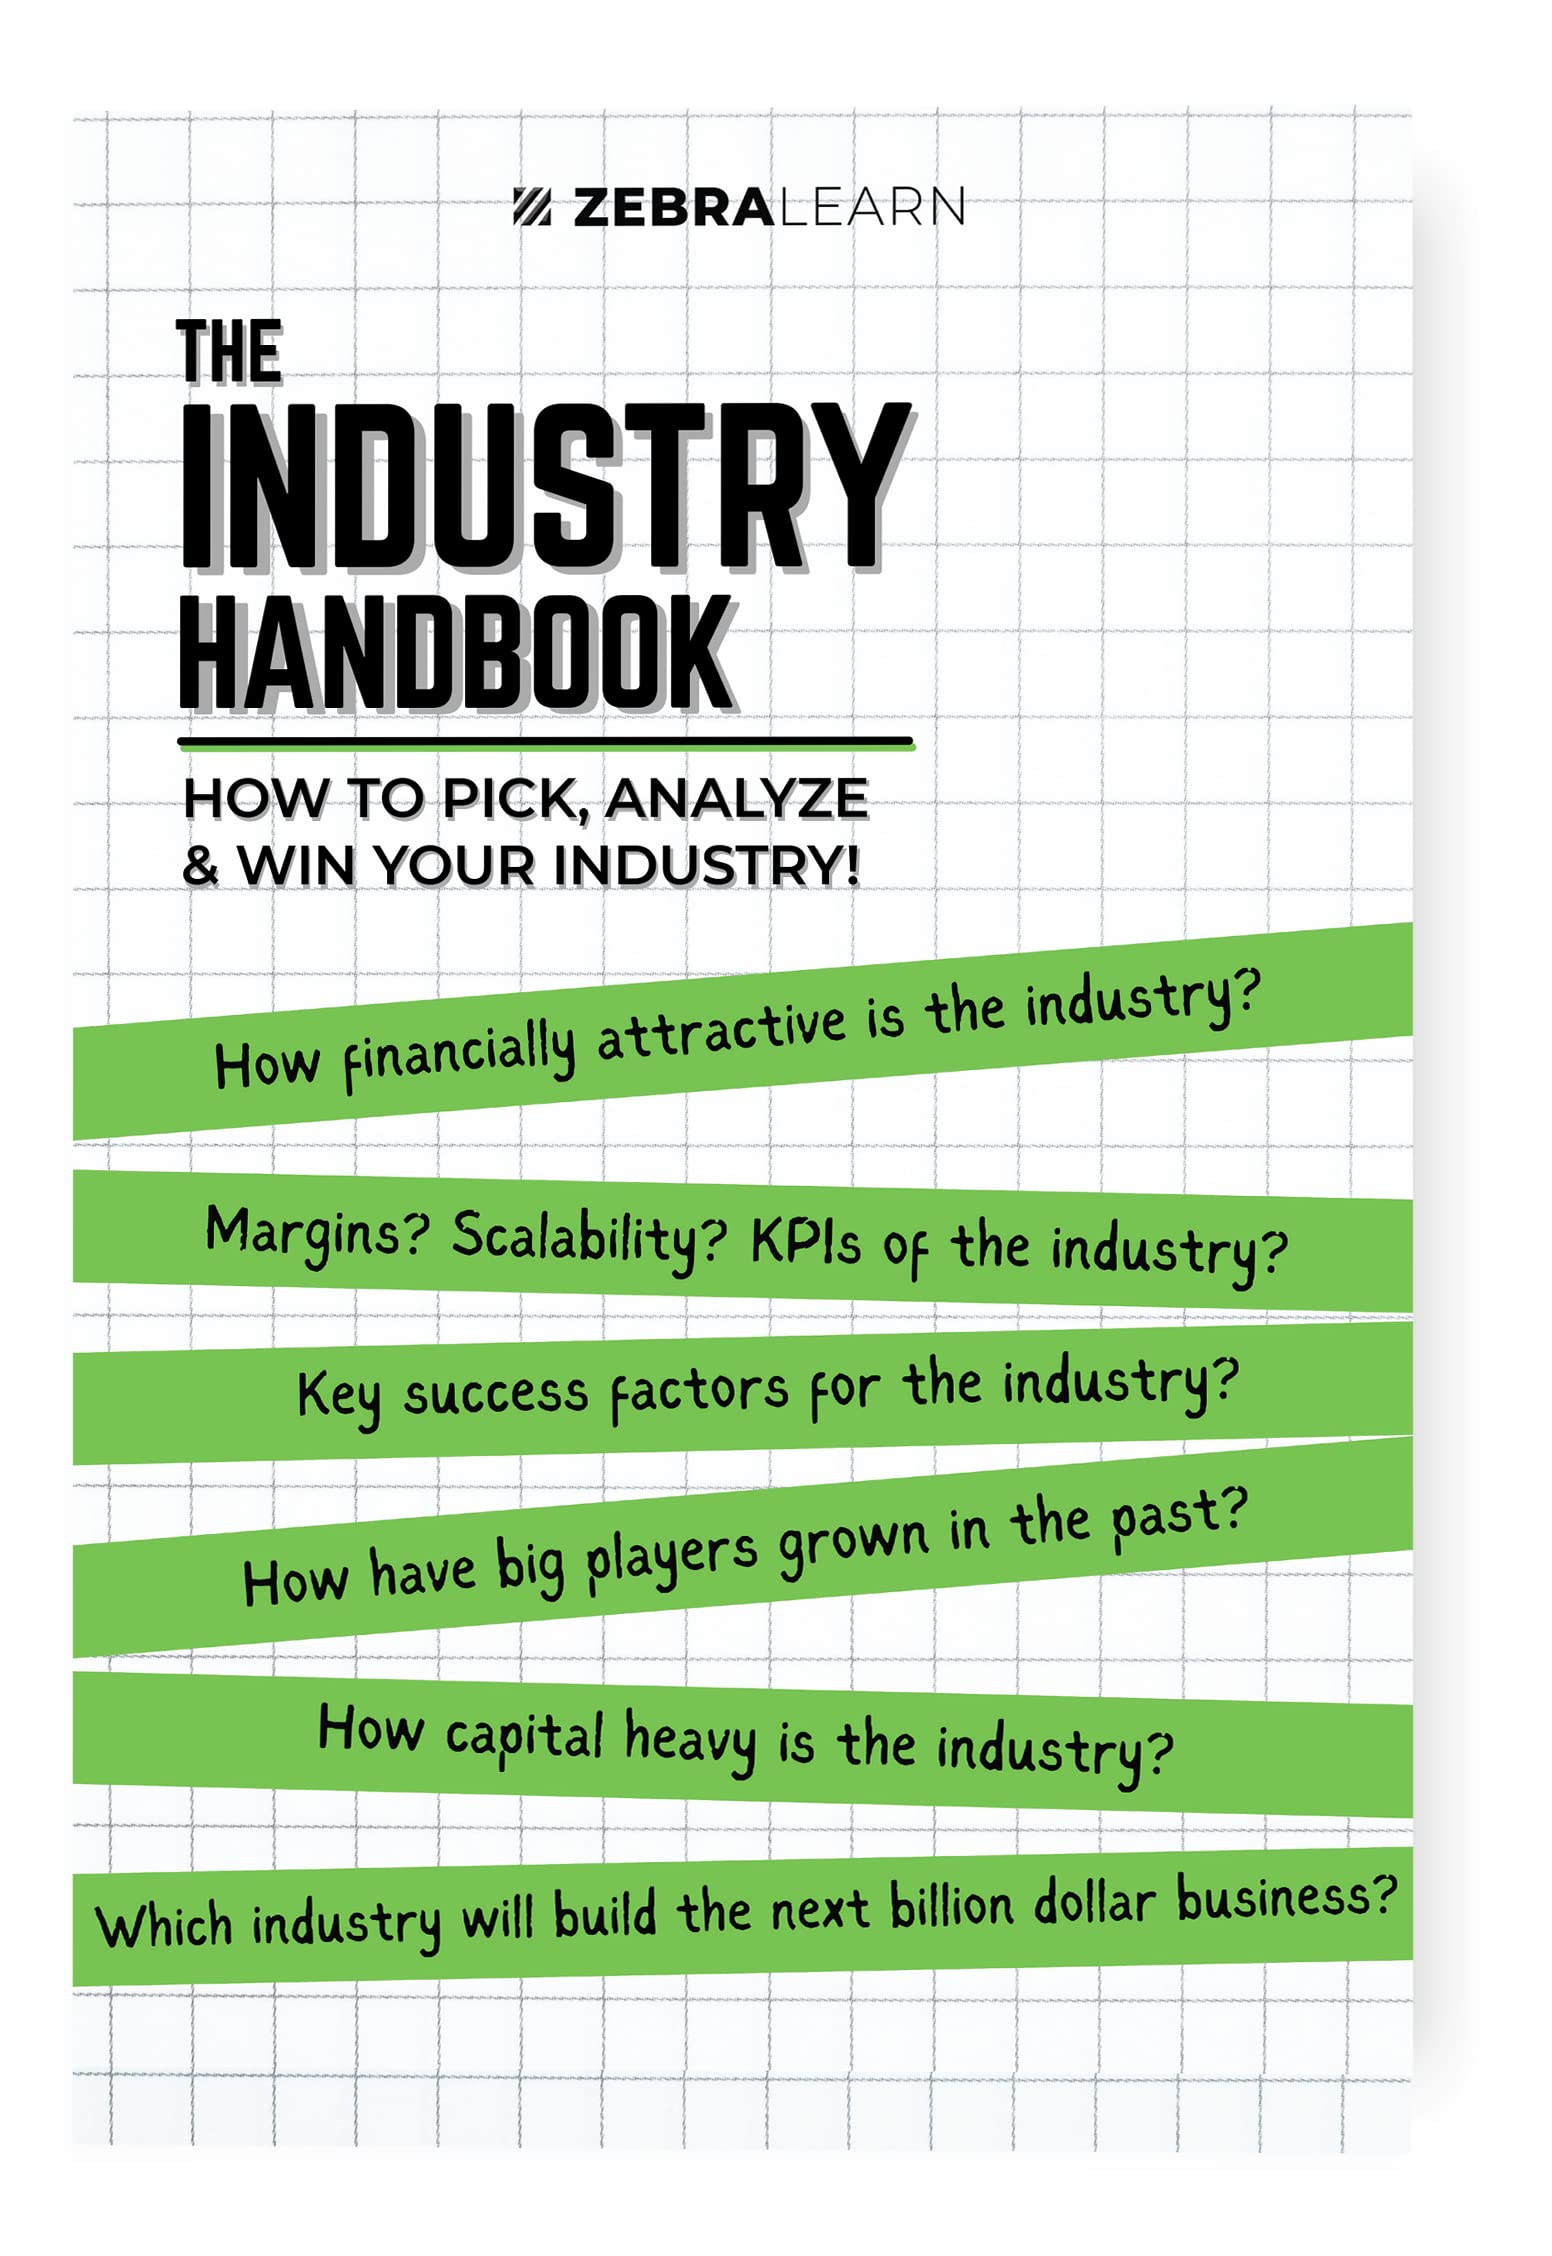 ZEBRALEARN
THE
INDUSTRY
HANDBOOK
HOW TO PICK, ANALYZE
& WIN YOUR INDUSTRY!
How financially attractive is the industry?
Margins? Scalability? KPIs of the industry?
Key success factors for the industry?
How have big players grown in the past?
How capital heavy is the industry?
Which industry will build the next billion dollar business?